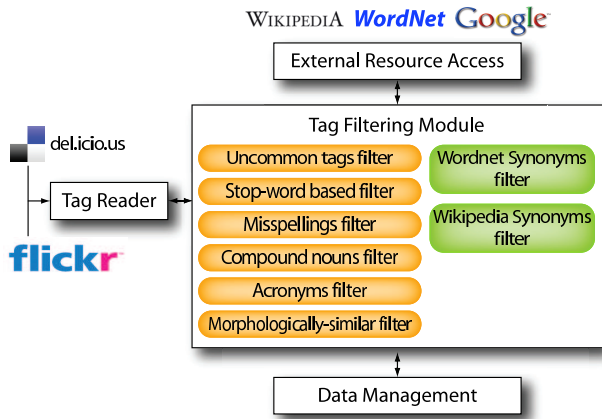 WIKIPEDIA WordNet Google™
External Resource Access
del.icio.us
flickr™
Tag Reader
Tag Filtering Module
Uncommon tags filter
Stop-word based filter
Misspellings filter
Compound nouns filter
Acronyms filter
Morphologically-similar filter
Wordnet Synonyms
filter
Wikipedia Synonyms
filter
Data Management